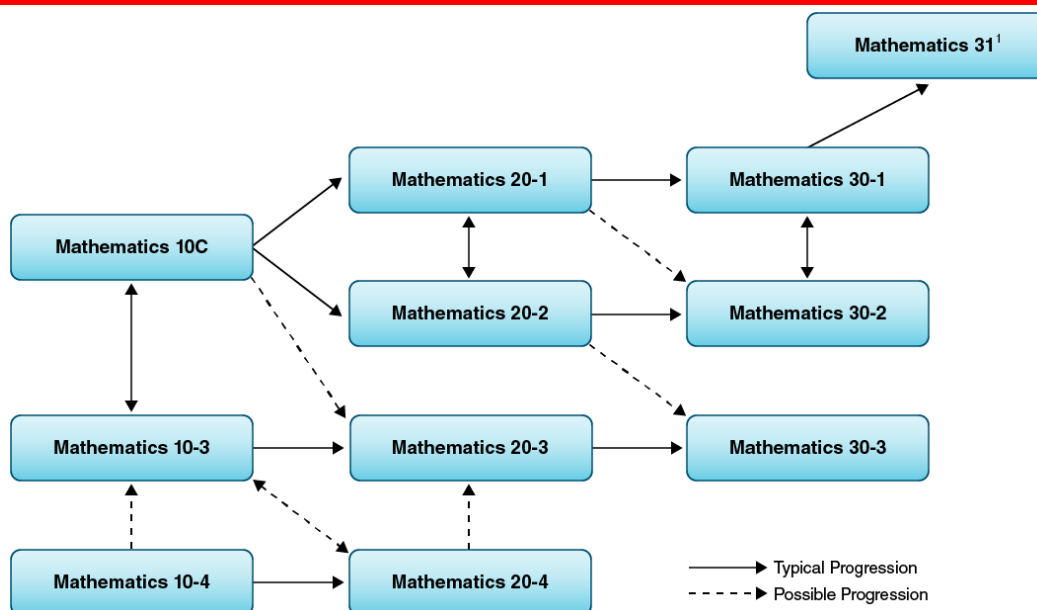 Mathematics 31¹
Mathematics 20-1
Mathematics 30-1
Mathematics 10C
Mathematics 20-2
Mathematics 30-2
Mathematics 10-3
Mathematics 20-3
Mathematics 30-3
Mathematics 10-4
Mathematics 20-4
Typical Progression
Possible Progression